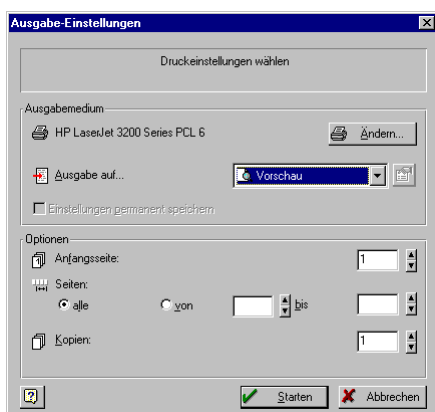 Ausgabe-Einstellungen
Druckeinstellungen wählen
Ausgabemedium
HP LaserJet 3200 Series PCL 6
Ändern...
Ausgabe auf...
Vorschau
Einstellungen permanent speichern
Optionen
Anfangsseite:
1
Seiten:
alle
von
bis
Kopien:
1
Starten
Abbrechen